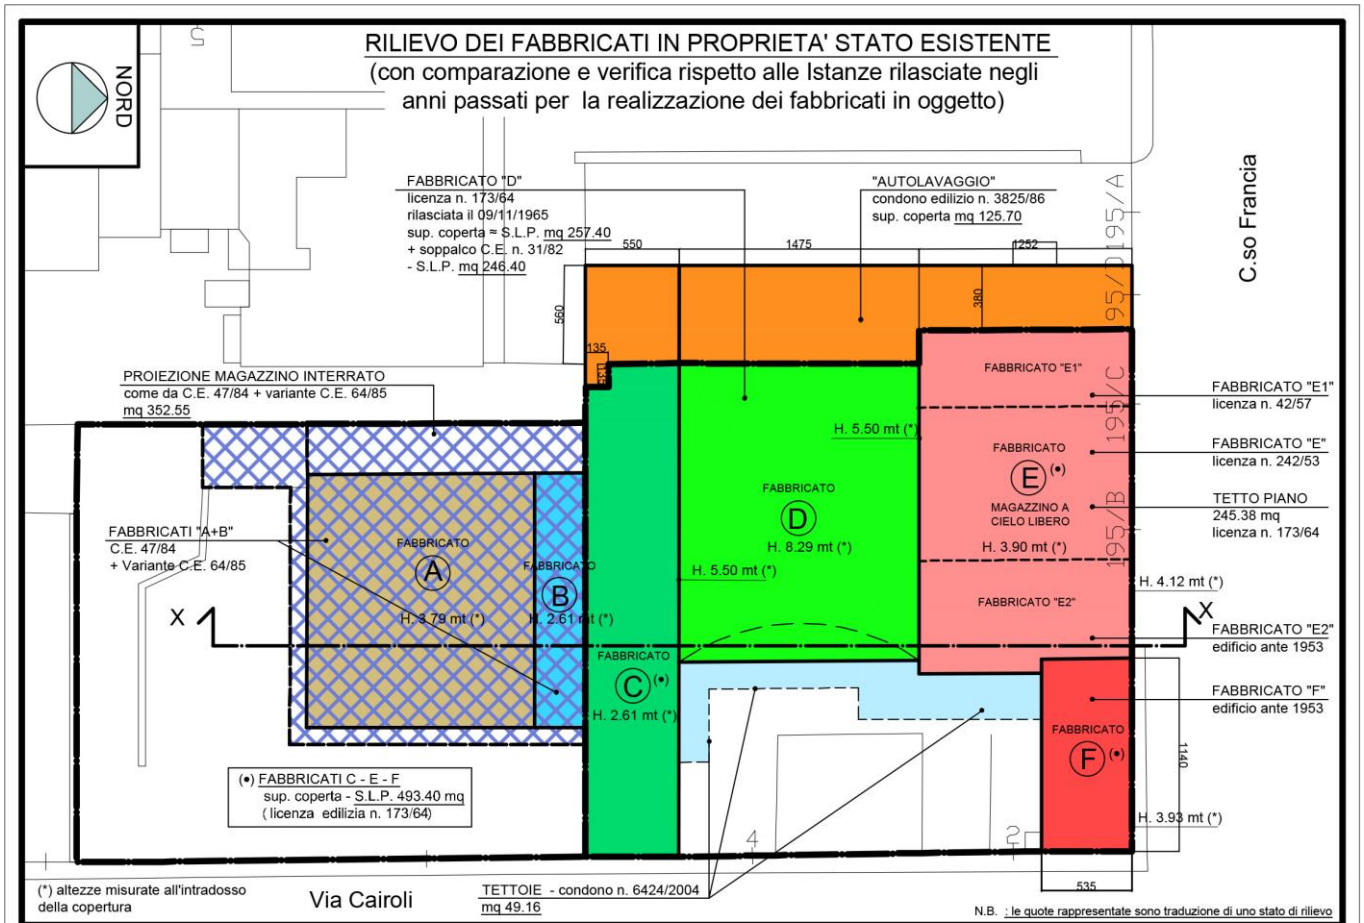 RILIEVO DEI FABBRICATI IN PROPRIETA' STATO ESISTENTE
(con comparazione e verifica rispetto alle Istanze rilasciate negli
anni passati per la realizzazione dei fabbricati in oggetto)
NORD
5
C.so Francia
FABBRICATO "D"
licenza n. 173/64
rilasciata il 09/11/1965
sup. coperta = S.L.P. mq 257.40
+ soppalco C.E. n. 31/82
- S.L.P. mq 246.40
"AUTOLAVAGGIO"
condono edilizio n. 3825/86
sup. coperta mq 125.70
550
1475
1252
560
380
135
135
195/A
95/D
195/C
195/B
PROIEZIONE MAGAZZINO INTERRATO
come da C.E. 47/84 + variante C.E. 64/85
mq 352.55
FABBRICATO "E1"
FABBRICATO "E1"
licenza n. 42/57
H. 5.50 mt (*)
FABBRICATO
E (•)
MAGAZZINO A
CIELO LIBERO
H. 3.90 mt (*)
FABBRICATO "E"
licenza n. 242/53
TETTO PIANO
245.38 mq
licenza n. 173/64
FABBRICATO
D
H. 8.29 mt (*)
FABBRICATI "A+B"
C.E. 47/84
+ Variante C.E. 64/85
FABBRICATO
A
H. 3.79 mt (*)
FABBRICATO
B
H. 2.61 mt (*)
H. 5.50 mt (*)
H. 4.12 mt (*)
FABBRICATO "E2"
X
X
FABBRICATO "E2"
edificio ante 1953
FABBRICATO
C (•)
H. 2.61 mt (*)
FABBRICATO "F"
edificio ante 1953
FABBRICATO
F (•)
1140
(•) FABBRICATI C - E - F
sup. coperta - S.L.P. 493.40 mq
( licenza edilizia n. 173/64)
H. 3.93 mt (*)
4
2
535
(*) altezze misurate all'intradosso
della copertura
Via Cairoli
TETTOIE - condono n. 6424/2004
mq 49.16
N.B. : le quote rappresentate sono traduzione di uno stato di rilievo